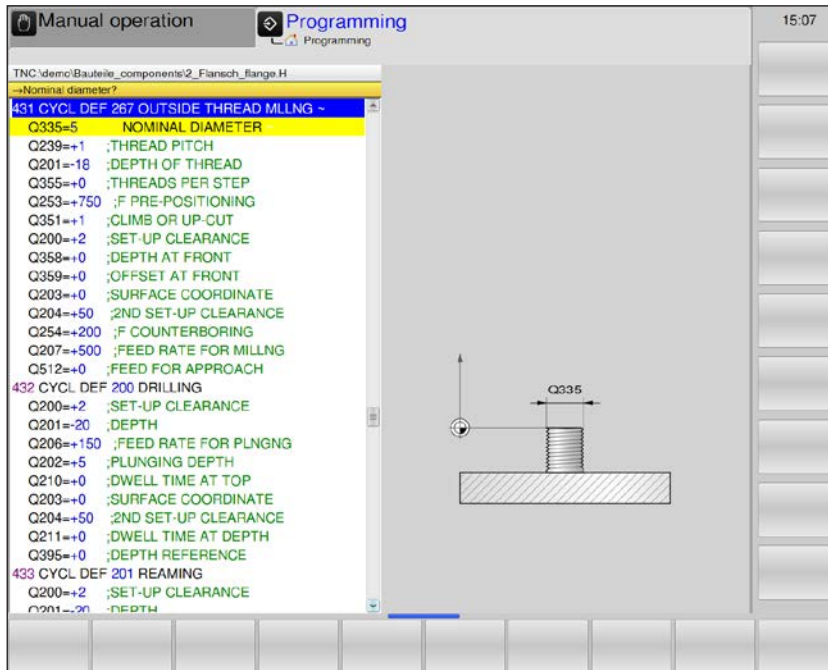 Manual operation
Programming
Programming
15:07
TNC:\demo\Bauteile_components\2_Flansch_flange.H
→Nominal diameter?
431 CYCL DEF 267 OUTSIDE THREAD MLLNG ~
Q335=5 NOMINAL DIAMETER
Q239=+1 ;THREAD PITCH
Q201=-18 ;DEPTH OF THREAD
Q355=+0 ;THREADS PER STEP
Q253=+750 ;F PRE-POSITIONING
Q351=+1 ;CLIMB OR UP-CUT
Q200=+2 ;SET-UP CLEARANCE
Q358=+0 ;DEPTH AT FRONT
Q359=+0 ;OFFSET AT FRONT
Q203=+0 ;SURFACE COORDINATE
Q204=+50 ;2ND SET-UP CLEARANCE
Q254=+200 ;F COUNTERBORING
Q207=+500 ;FEED RATE FOR MILLNG
Q512=+0 ;FEED FOR APPROACH
432 CYCL DEF 200 DRILLING
Q200=+2 ;SET-UP CLEARANCE
Q201=-20 ;DEPTH
Q206=+150 ;FEED RATE FOR PLNGNG
Q202=+5 ;PLUNGING DEPTH
Q210=+0 ;DWELL TIME AT TOP
Q203=+0 ;SURFACE COORDINATE
Q204=+50 ;2ND SET-UP CLEARANCE
Q211=+0 ;DWELL TIME AT DEPTH
Q395=+0 ;DEPTH REFERENCE
433 CYCL DEF 201 REAMING
Q200=+2 ;SET-UP CLEARANCE
Q201=-20 ;DEPTH
Q335